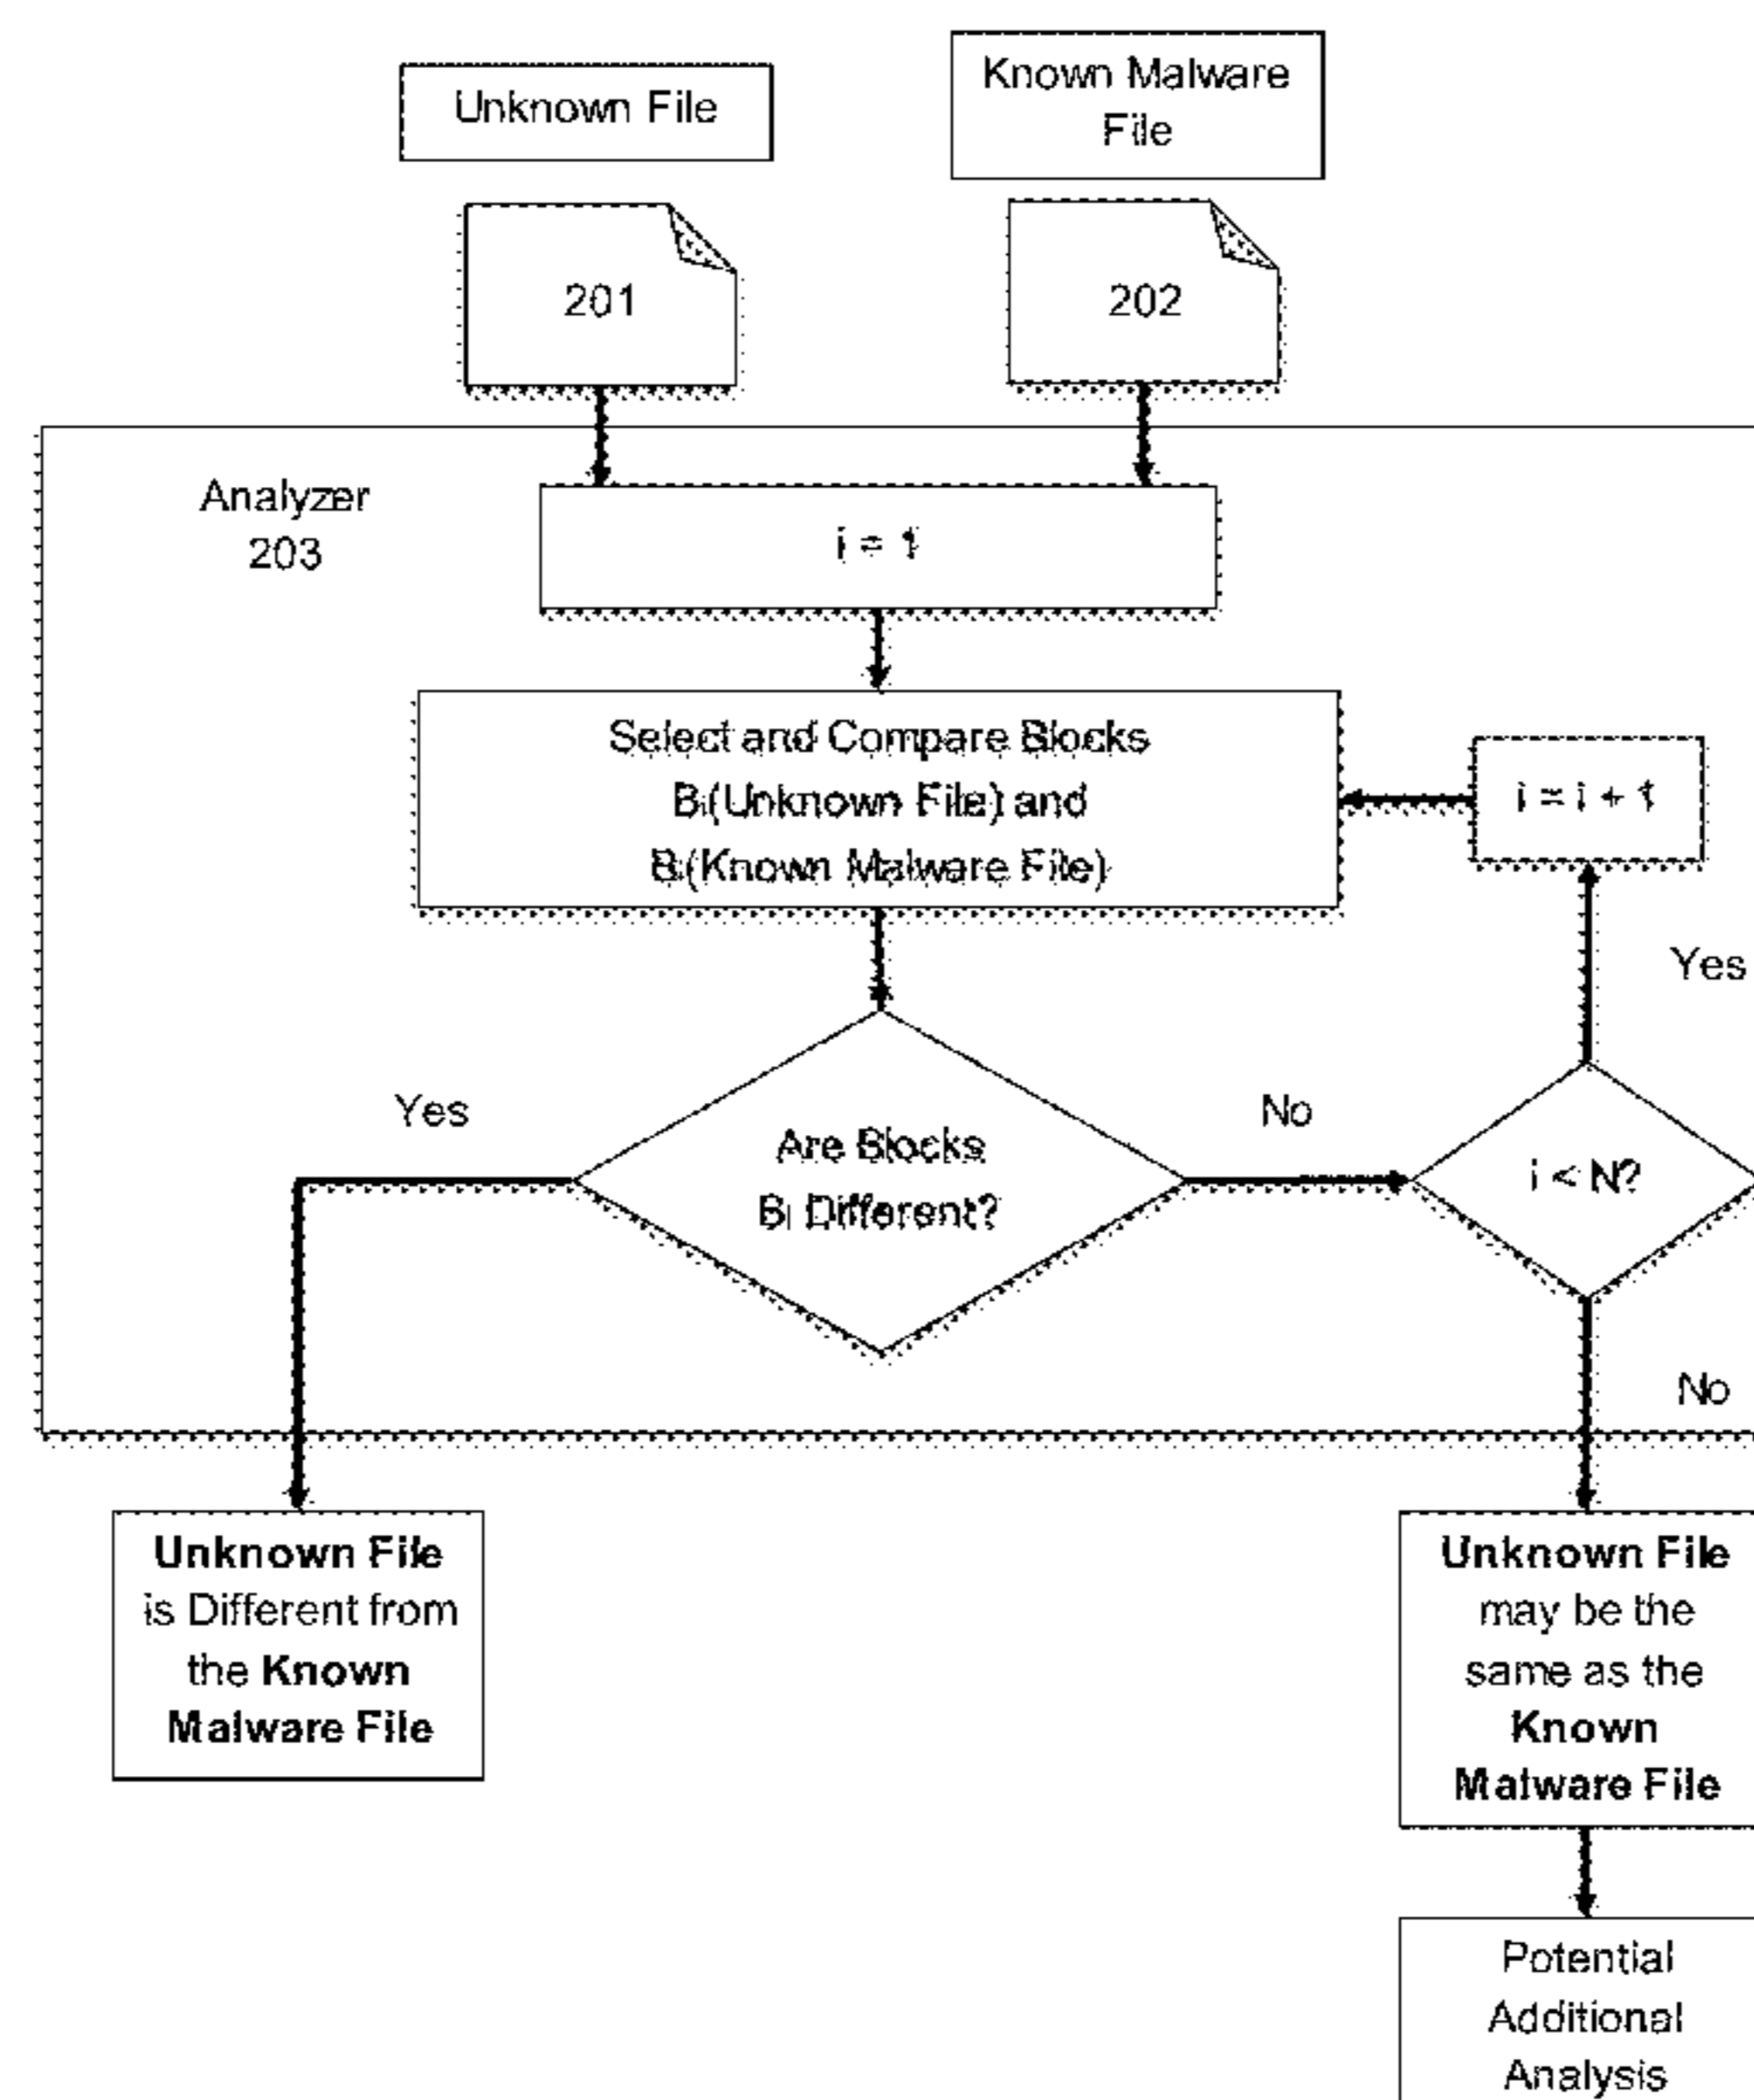 Unknown File
Known Malware
File
201
202
Analyzer
203
i = 1
Select and Compare Blocks
Bi(Unknown File) and
Bi(Known Malware File)
i = i + 1
Yes
Yes
Are Blocks
Bi Different?
No
i < N?
No
Unknown File
is Different from
the Known
Malware File
Unknown File
may be the
same as the
Known
Malware File
Potential
Additional
Analysis